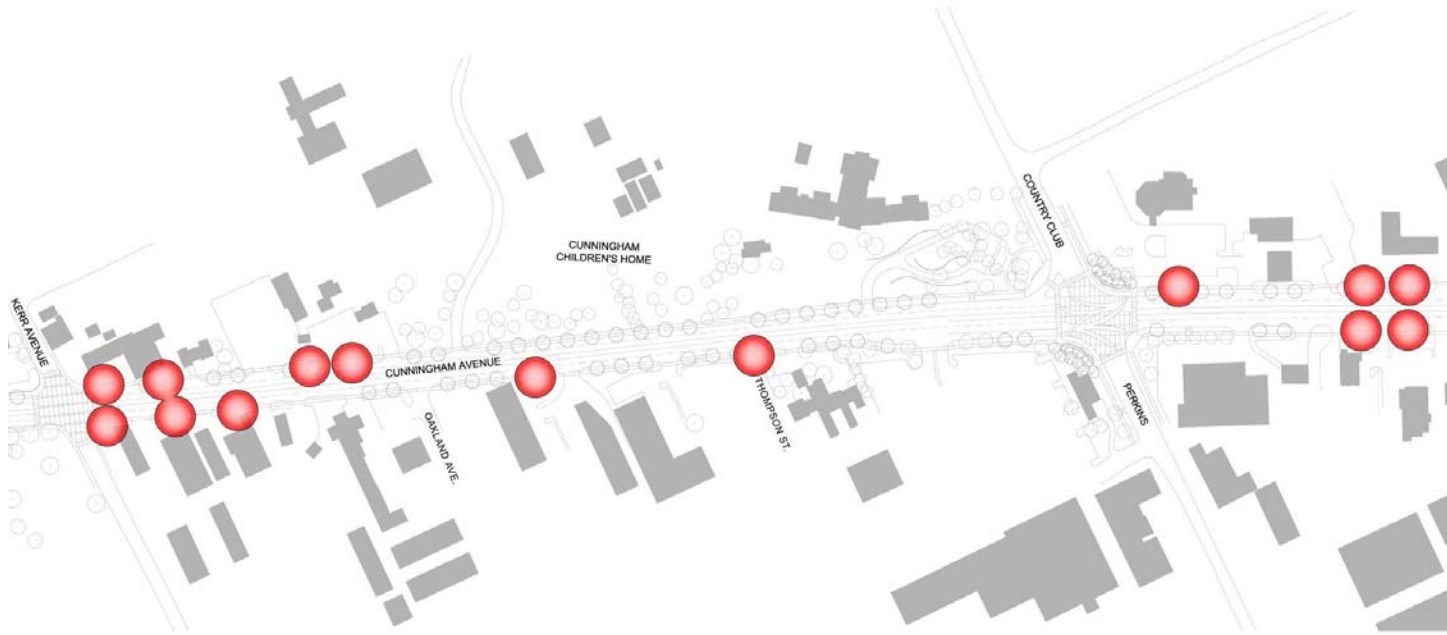 COUNTRY CLUB
CUNNINGHAM
CHILDREN'S HOME
KERR AVENUE
CUNNINGHAM AVENUE
OAKLAND AVE.
THOMPSON ST.
PERKINS